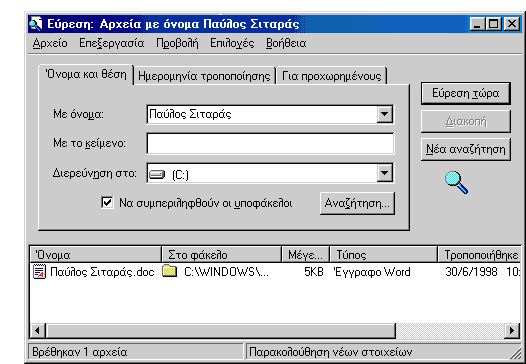 Εύρεση: Αρχεία με όνομα Παύλος Σιταράς
Αρχείο Επεξεργασία Προβολή Επιλογές Βοήθεια
Όνομα και θέση Ημερομηνία τροποποίησης Για προχωρημένους
Εύρεση τώρα
Με όνομα: Παύλος Σιταράς
Διακοπή
Με το κείμενο:
Νέα αναζήτηση
Διερεύνηση στο: (C:)
Να συμπεριληφθούν οι υποφάκελοι Αναζήτηση...
Όνομα Στο φάκελο Μέγε... Τύπος Τροποποιήθηκε
Παύλος Σιταράς.doc C:\WINDOWS\... 5KB Έγγραφο Word 30/6/1998 10:
Βρέθηκαν 1 αρχεία Παρακολούθηση νέων στοιχείων